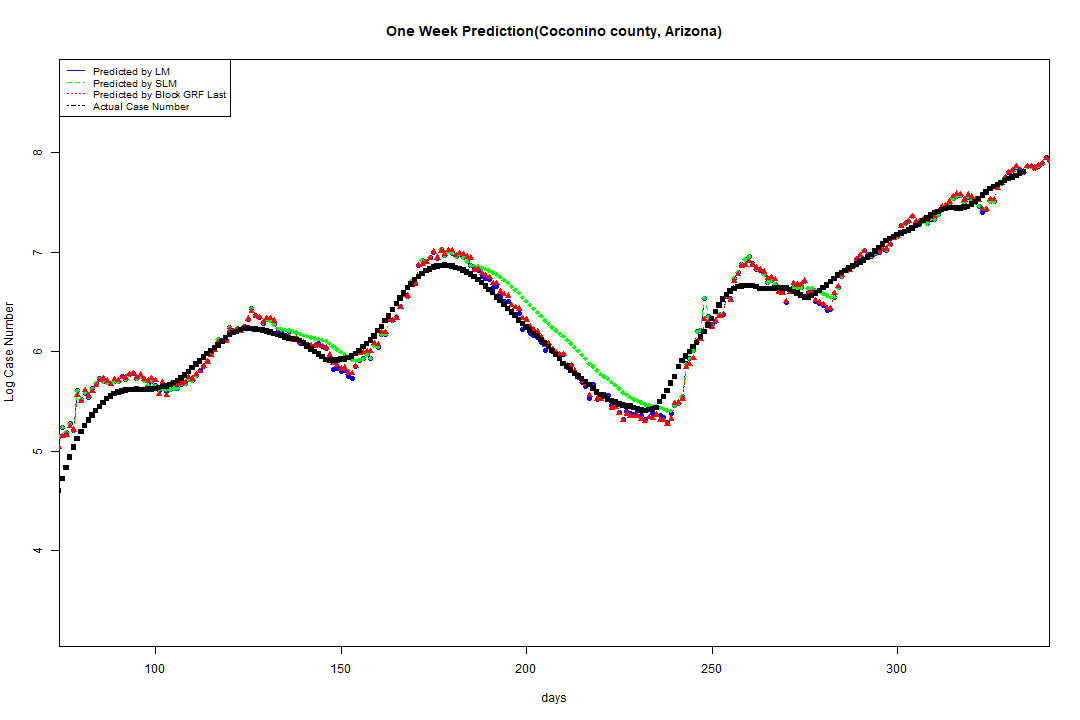 One Week Prediction(Coconino county, Arizona)
Predicted by LM
Predicted by SLM
Predicted by Block GRF Last
Actual Case Number
8
7
6
5
4
Log Case Number
100 150 200 250 300
days